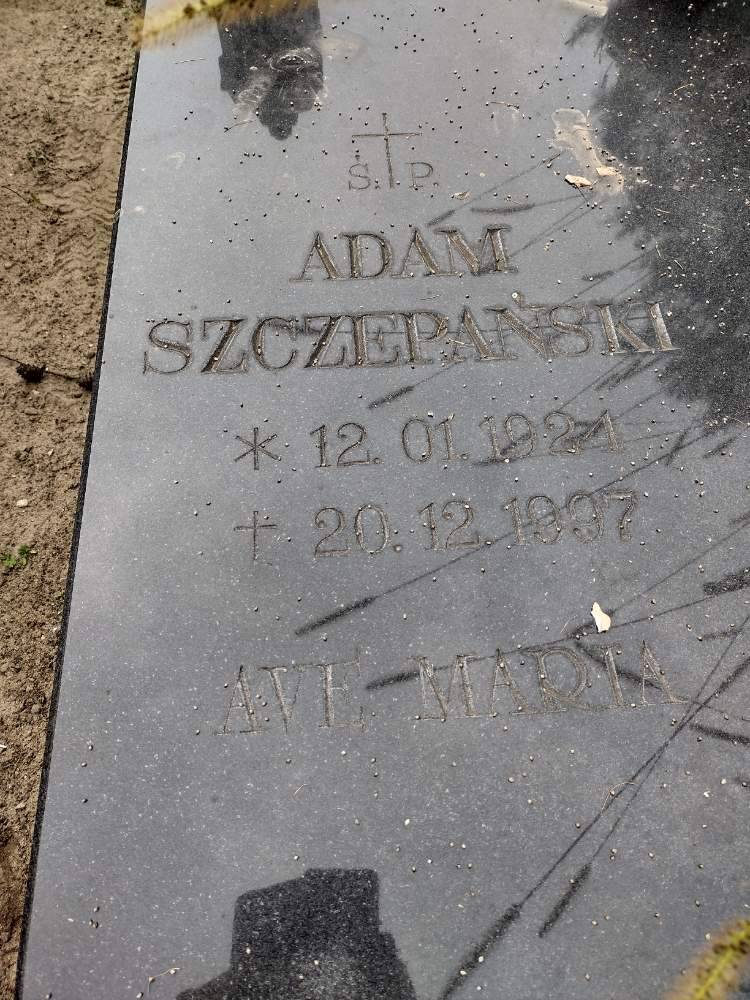 Ś. P.
ADAM
SZCZEPAŃSKI
* 12. 01. 1924
† 20. 12. 1997
AVE MARIA